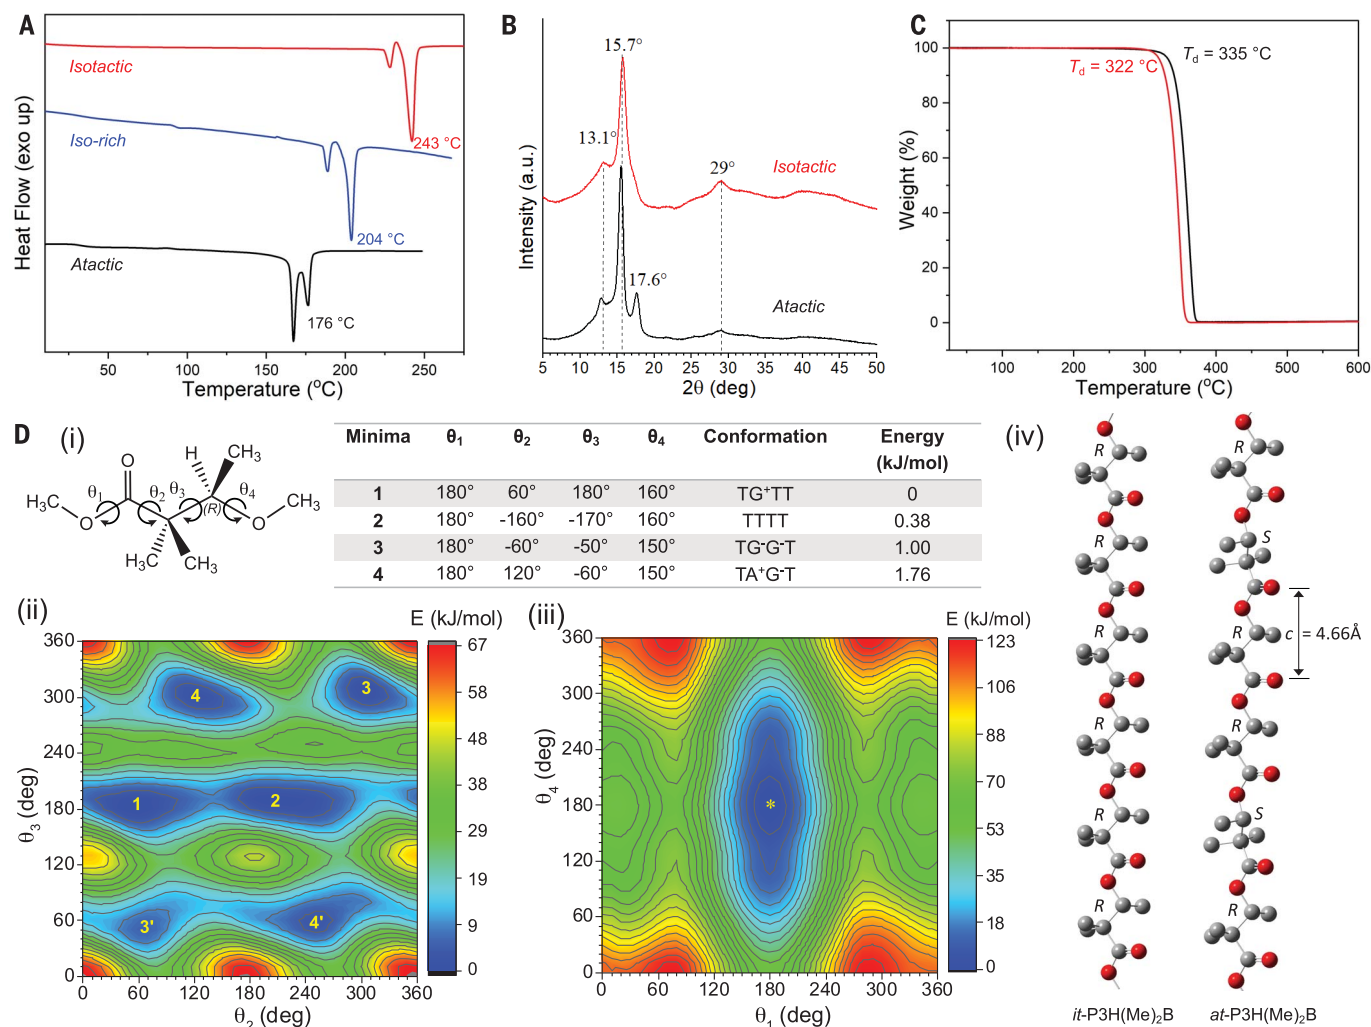 A
Isotactic
243 °C
Iso-rich
204 °C
Atactic
176 °C
Heat Flow (exo up)
50 100 150 200 250
Temperature (°C)
B
15.7°
13.1°
Isotactic
29°
17.6°
Atactic
Intensity (a.u.)
5 10 15 20 25 30 35 40 45 50
2θ (deg)
C
T_d = 335 °C
T_d = 322 °C
100
80
60
40
20
0
Weight (%)
100 200 300 400 500 600
Temperature (°C)
D
(i)
O
H
CH₃
H₃C
θ₁
θ₂
θ₃
θ₄
O
(R)
O
CH₃
H₃C
CH₃
Minima θ₁ θ₂ θ₃ θ₄ Conformation Energy
(kJ/mol)
1 180° 60° 180° 160° TG⁺TT 0
2 180° -160° -170° 160° TTTT 0.38
3 180° -60° -50° 150° TG⁻G⁻T 1.00
4 180° 120° -60° 150° TA⁺G⁻T 1.76
(ii)
E (kJ/mol)
360
300
240
180
120
60
0
θ₃ (deg)
4
3
1
2
3'
4'
0 60 120 180 240 300 360
θ₂ (deg)
67
58
48
38
29
19
9
0
(iii)
E (kJ/mol)
360
300
240
180
120
60
0
θ₄ (deg)
*
0 60 120 180 240 300 360
θ₁ (deg)
123
106
88
70
53
35
18
0
(iv)
R
R
R
R
R
R
it-P3H(Me)₂B
R
S
R
c = 4.66Å
R
S
R
at-P3H(Me)₂B